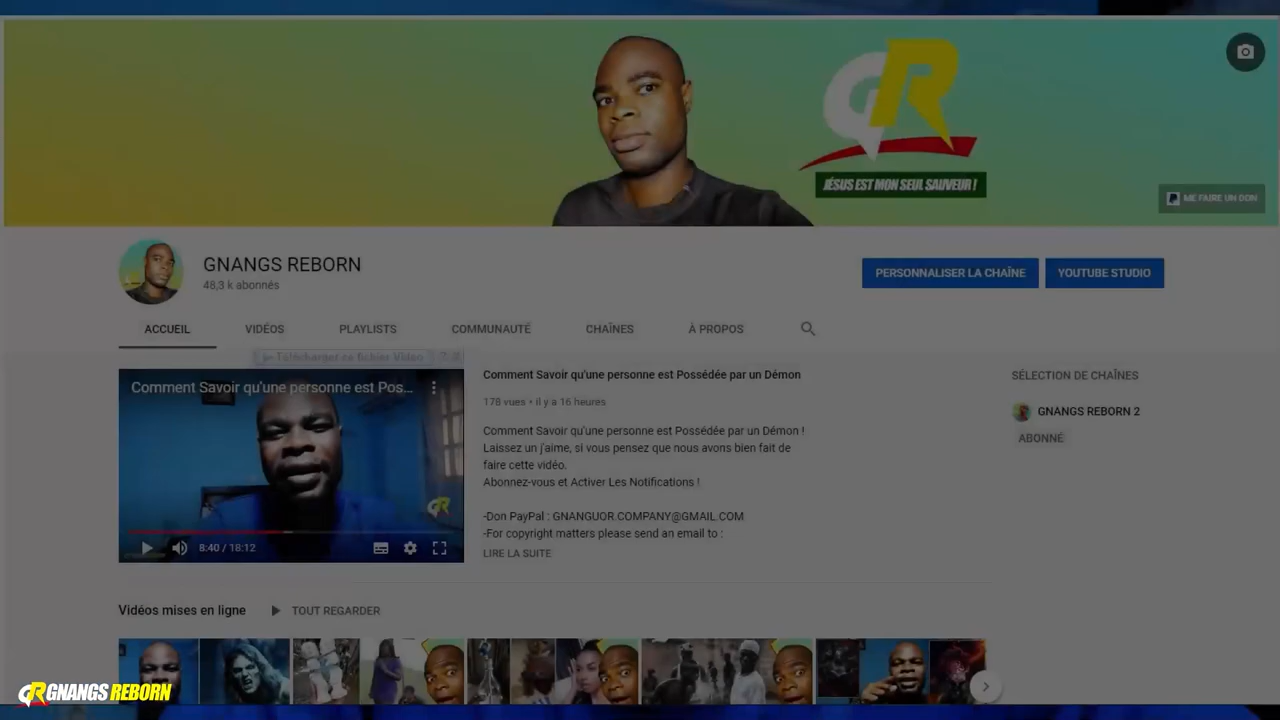 GR
JÉSUS EST MON SEUL SAUVEUR !
ME FAIRE UN DON
GNANGS REBORN
48,3 k abonnés
PERSONNALISER LA CHAÎNE
YOUTUBE STUDIO
ACCUEIL
VIDÉOS
PLAYLISTS
COMMUNAUTÉ
CHAÎNES
À PROPOS
Télécharger ce fichier Video
? X
Comment Savoir qu'une personne est Pos...
GR
8:40 / 18:12
Comment Savoir qu'une personne est Possédée par un Démon
178 vues • il y a 16 heures
Comment Savoir qu'une personne est Possédée par un Démon !
Laissez un j'aime, si vous pensez que nous avons bien fait de
faire cette vidéo.
Abonnez-vous et Activer Les Notifications !
-Don PayPal : GNANGUQR.COMPANY@GMAIL.COM
-For copyright matters please send an email to :
LIRE LA SUITE
SÉLECTION DE CHAÎNES
GNANGS REBORN 2
ABONNÉ
Vidéos mises en ligne
TOUT REGARDER
GR GNANGS REBORN